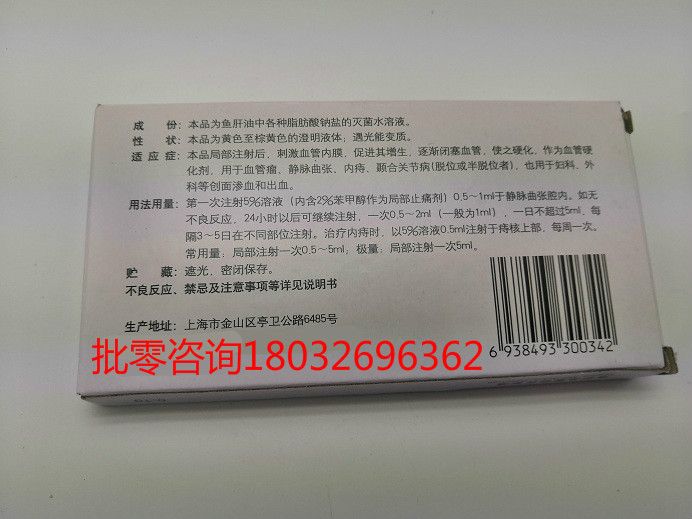 成　份：本品为鱼肝油中各种脂肪酸钠盐的灭菌水溶液。
性　状：本品为黄色至棕黄色的澄明液体；遇光能变质。
适 应 症：本品局部注射后，刺激血管内膜，促进其增生，逐渐闭塞血管，使之硬化，作为血管硬
化剂，用于血管瘤、静脉曲张、内痔、颞合关节病(脱位或半脱位者)，也用于妇科、外
科等创面渗血和出血。
用法用量：第一次注射5%溶液（内含2%苯甲醇作为局部止痛剂）0.5~1ml于静脉曲张腔内。如无
不良反应，24小时以后可继续注射，一次0.5~2ml（一般为1ml），一日不超过5ml，每
隔3~5日在不同部位注射。治疗内痔时，以5%溶液0.5ml注射于痔核上部，每周一次。
常用量：局部注射一次0.5~5ml；极量：局部注射一次5ml。
贮　藏：遮光，密闭保存。
不良反应、禁忌及注意事项等详见说明书
生产地址：上海市金山区亭卫公路6485号
6 938493 300342
批零咨询18032696362